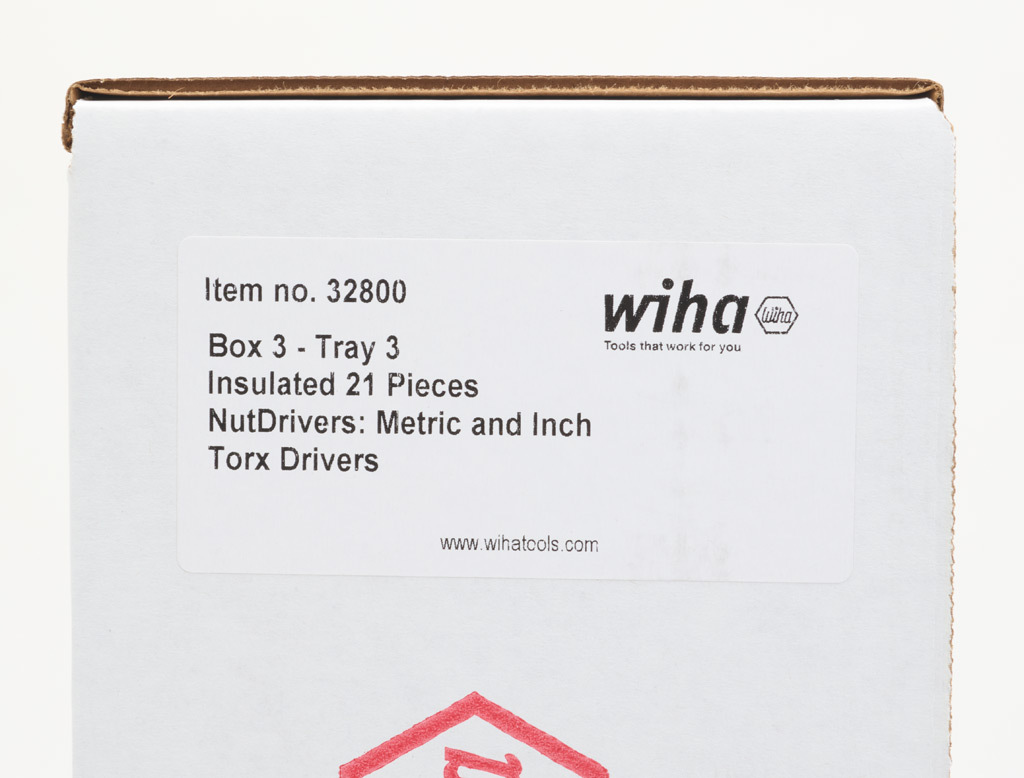 Item no. 32800
wiha
wiha
Tools that work for you
Box 3 - Tray 3
Insulated 21 Pieces
NutDrivers: Metric and Inch
Torx Drivers
www.wihatools.com